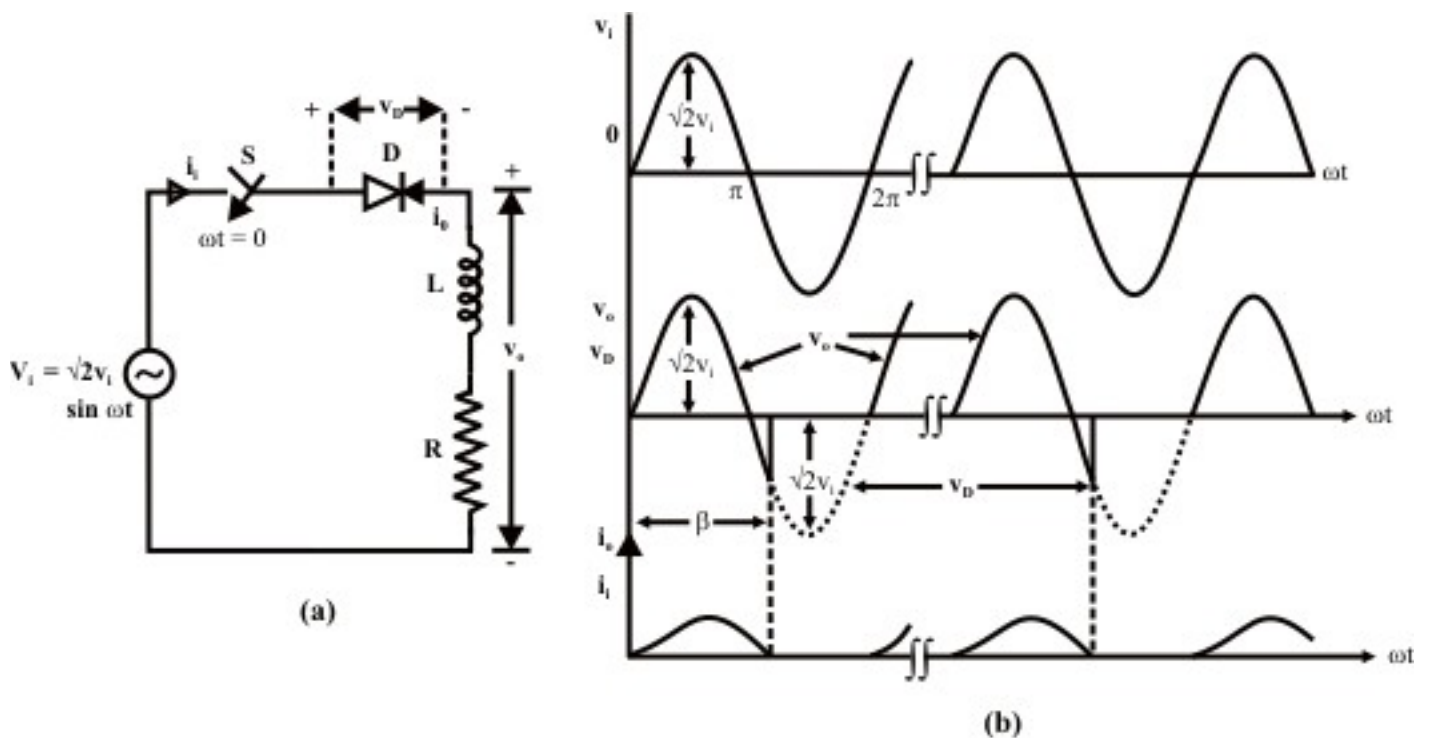 + v_D -
i_i S D +
i_0
ωt = 0
L
V_i = √2v_i
sin ωt
v_o
R
-
(a)
v_i
√2v_i
0
π 2π
ωt
v_o
v_D
√2v_i
v_o
ωt
√2v_i
v_D
β
i_o
i_i
ωt
(b)